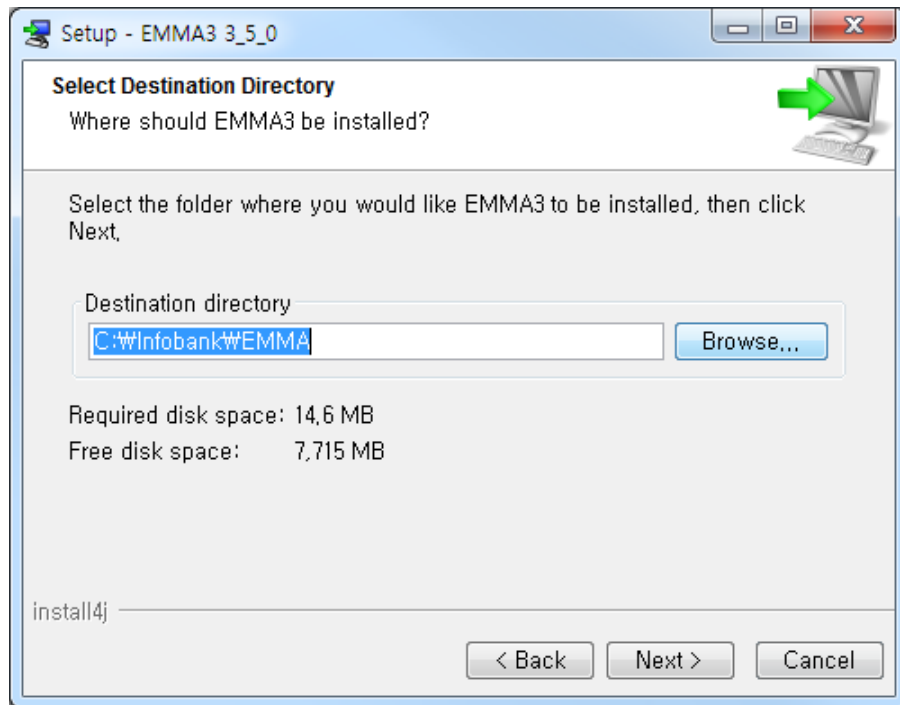 Setup - EMMA3 3_5_0
Select Destination Directory
Where should EMMA3 be installed?
Select the folder where you would like EMMA3 to be installed, then click
Next,
Destination directory
C:₩Infobank₩EMMA
Browse,,,
Required disk space: 14,6 MB
Free disk space: 7,715 MB
install4j
< Back
Next >
Cancel